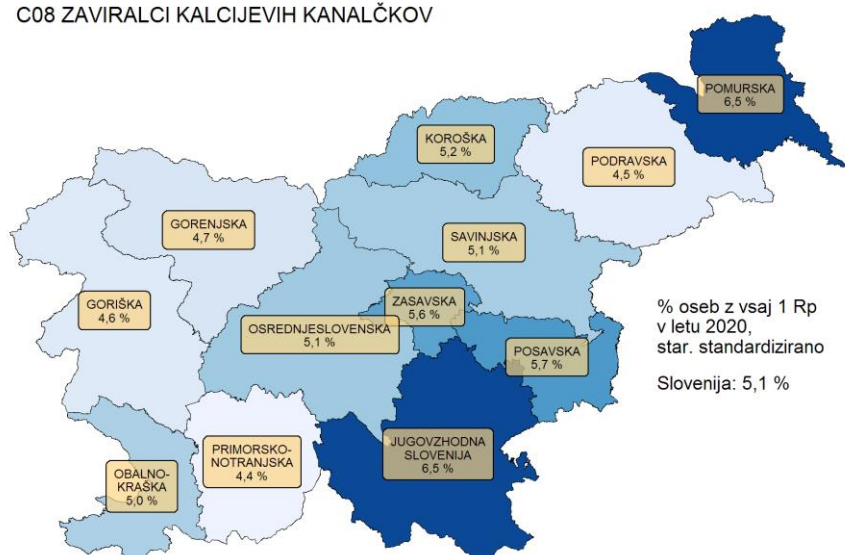 C08 ZAVIRALCI KALCIJEVIH KANALČKOV
POMURSKA
6,5 %
KOROŠKA
5,2 %
PODRAVSKA
4,5 %
GORENJSKA
4,7 %
SAVINJSKA
5,1 %
GORIŠKA
4,6 %
ZASAVSKA
5,6 %
OSREDNJESLOVENSKA
5,1 %
POSAVSKA
5,7 %
% oseb z vsaj 1 Rp
v letu 2020,
star. standardizirano
Slovenija: 5,1 %
PRIMORSKO-
NOTRANJSKA
4,4 %
JUGOVZHODNA
SLOVENIJA
6,5 %
OBALNO-
KRAŠKA
5,0 %